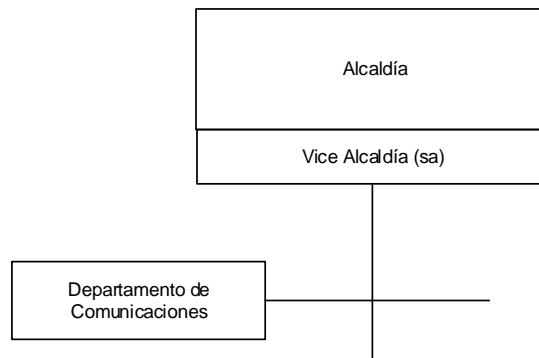 Alcaldía
Vice Alcaldía (sa)
Departamento de
Comunicaciones